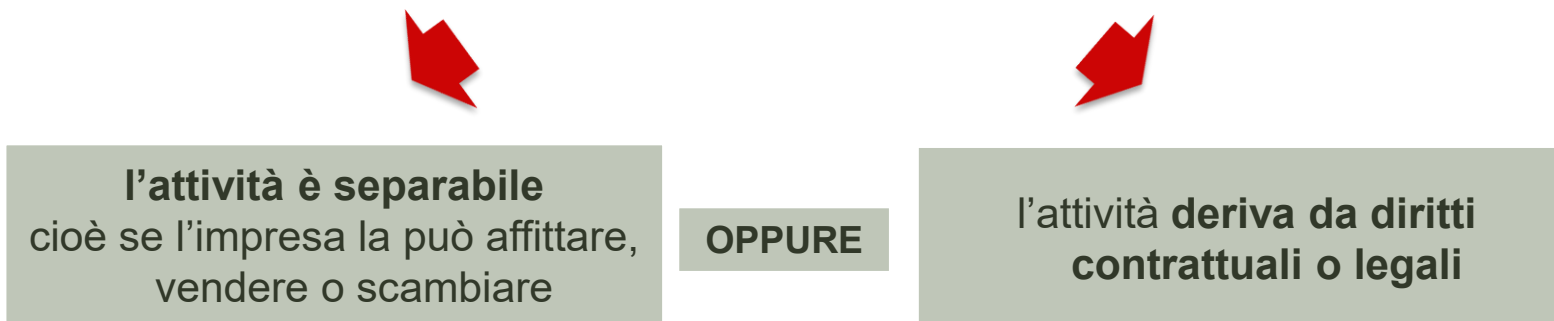 l’attività è separabile
cioè se l’impresa la può affittare,
vendere o scambiare
OPPURE
l’attività deriva da diritti
contrattuali o legali